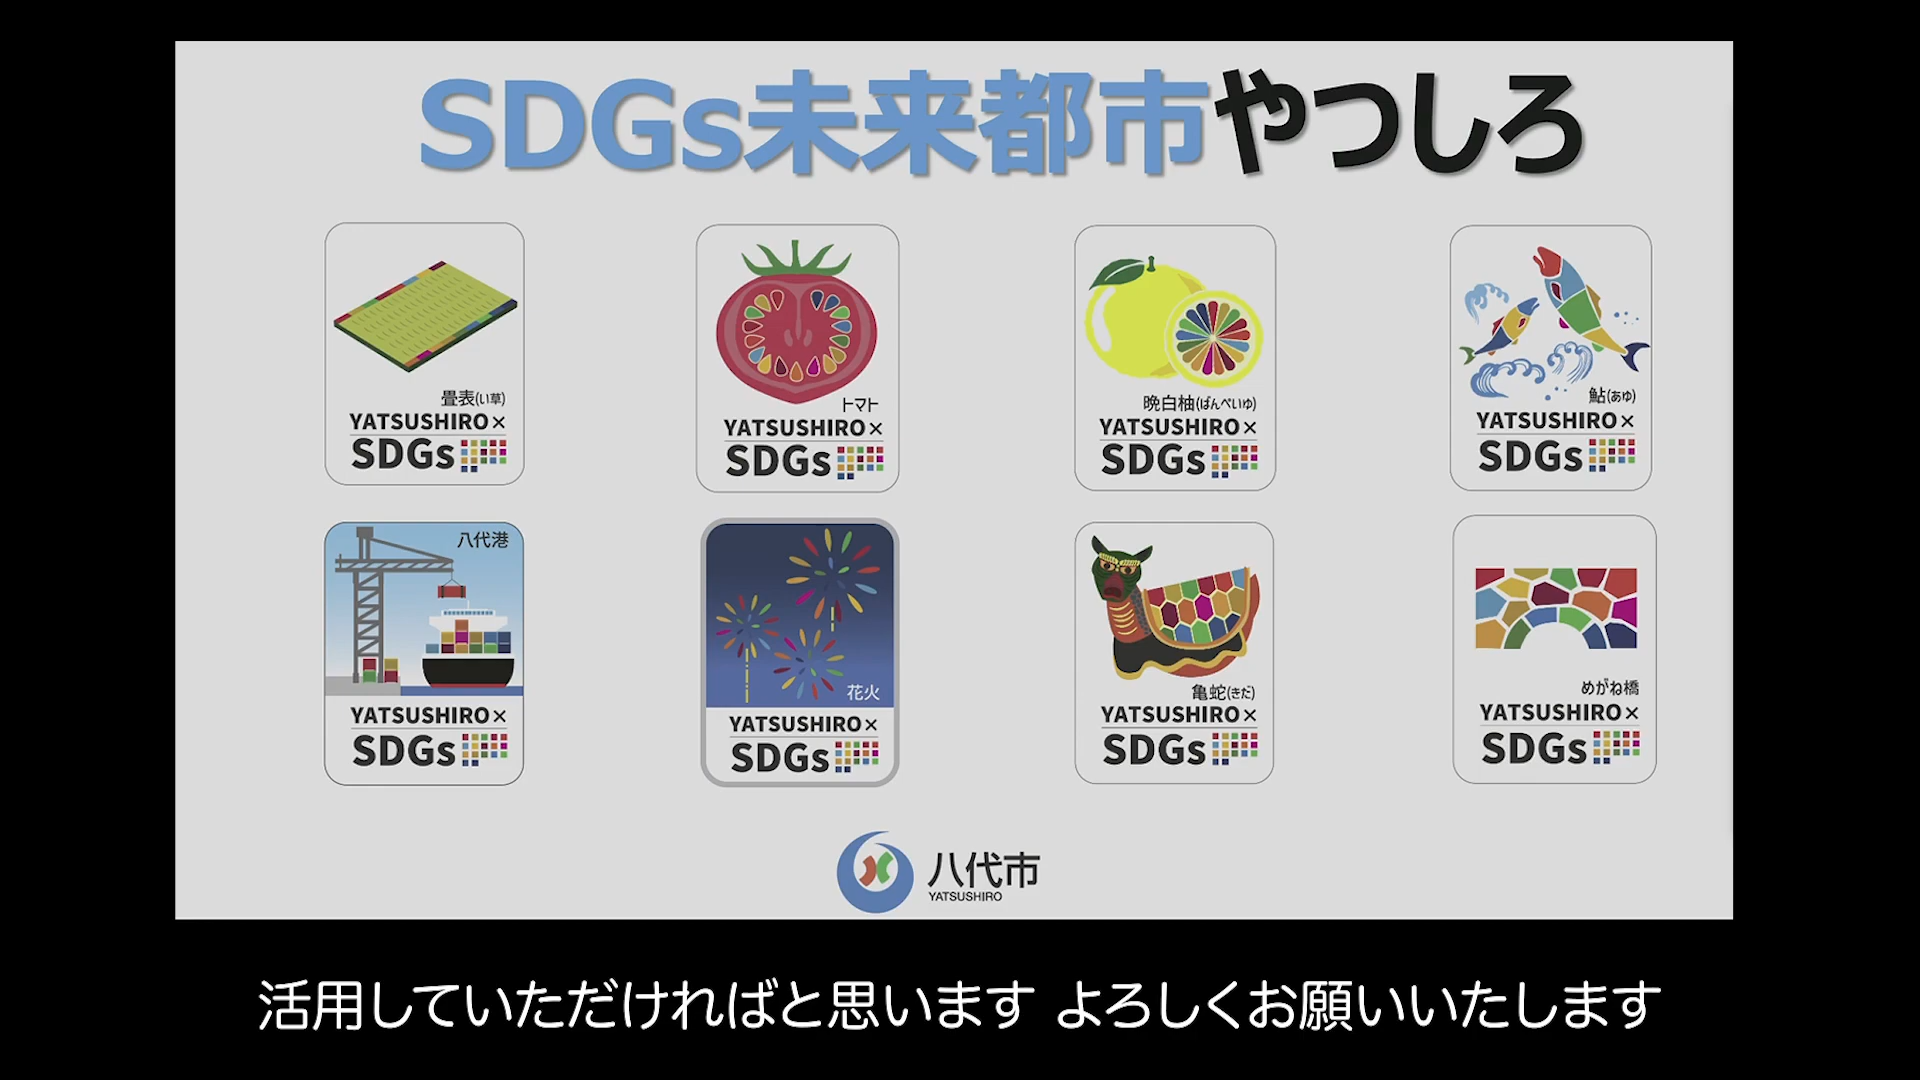 SDGs未来都市やつしろ
畳表(い草)
YATSUSHIRO×
SDGs
トマト
YATSUSHIRO×
SDGs
晩白柚(ばんぺいゆ)
YATSUSHIRO×
SDGs
鮎(あゆ)
YATSUSHIRO×
SDGs
八代港
YATSUSHIRO×
SDGs
花火
YATSUSHIRO×
SDGs
亀蛇(きだ)
YATSUSHIRO×
SDGs
めがね橋
YATSUSHIRO×
SDGs
八代市
YATSUSHIRO
活用していただければと思います よろしくお願いいたします